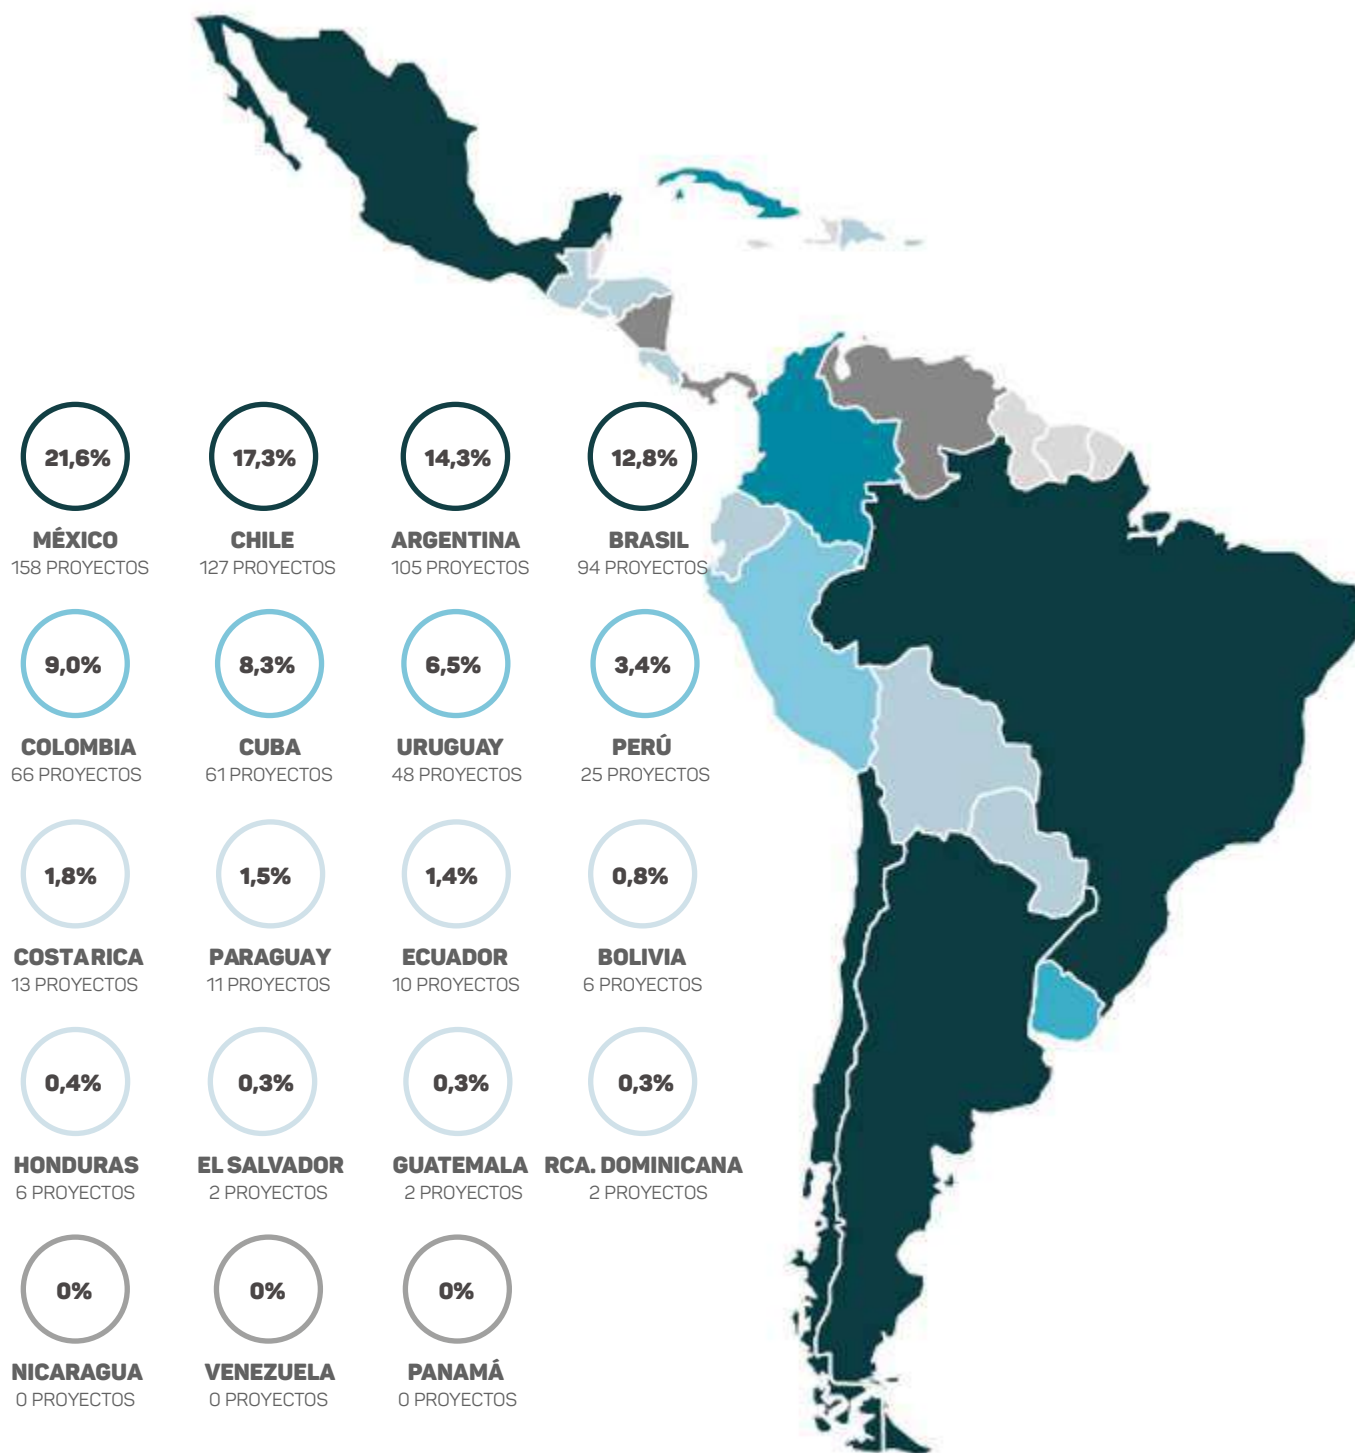 21,6% 17,3% 14,3% 12,8%
MÉXICO CHILE ARGENTINA BRASIL
158 PROYECTOS 127 PROYECTOS 105 PROYECTOS 94 PROYECTOS
9,0% 8,3% 6,5% 3,4%
COLOMBIA CUBA URUGUAY PERÚ
66 PROYECTOS 61 PROYECTOS 48 PROYECTOS 25 PROYECTOS
1,8% 1,5% 1,4% 0,8%
COSTA RICA PARAGUAY ECUADOR BOLIVIA
13 PROYECTOS 11 PROYECTOS 10 PROYECTOS 6 PROYECTOS
0,4% 0,3% 0,3% 0,3%
HONDURAS EL SALVADOR GUATEMALA RCA. DOMINICANA
6 PROYECTOS 2 PROYECTOS 2 PROYECTOS 2 PROYECTOS
0% 0% 0%
NICARAGUA VENEZUELA PANAMÁ
0 PROYECTOS 0 PROYECTOS 0 PROYECTOS